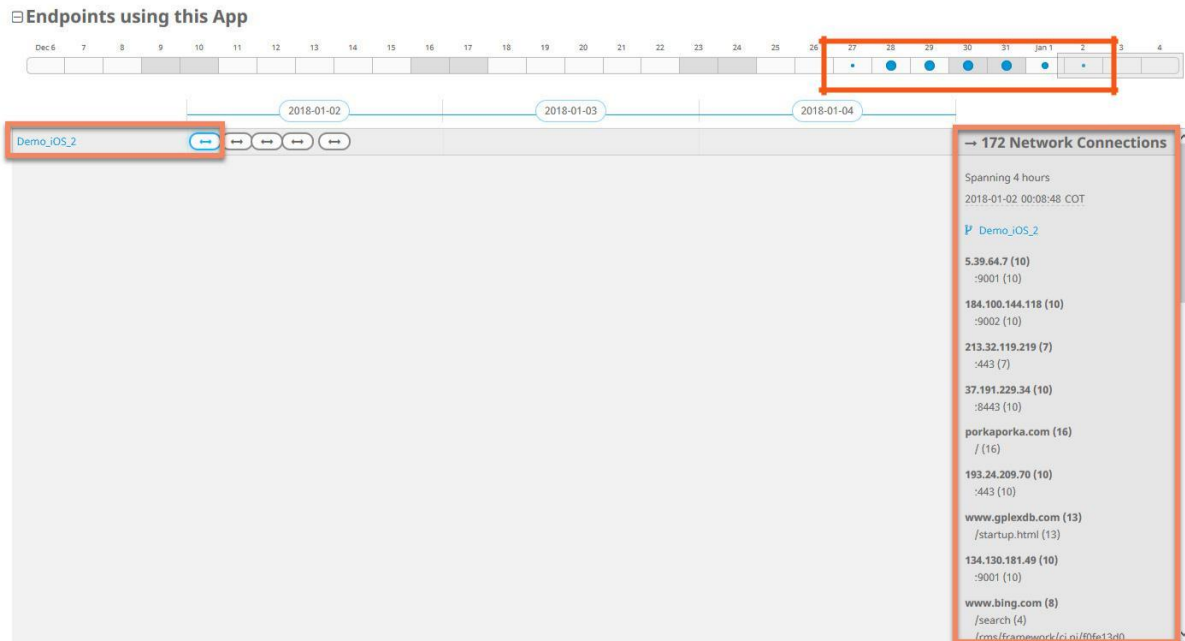 Endpoints using this App
Dec 6 7 8 9 10 11 12 13 14 15 16 17 18 19 20 21 22 23 24 25 26 27 28 29 30 31 Jan 1 2 3 4
2018-01-02 2018-01-03 2018-01-04
Demo_iOS_2
→ 172 Network Connections
Spanning 4 hours
2018-01-02 00:08:48 COT
Demo_iOS_2
5.39.64.7 (10)
:9001 (10)
184.100.144.118 (10)
:9002 (10)
213.32.119.219 (7)
:443 (7)
37.191.229.34 (10)
:8443 (10)
porkaporka.com (16)
/ (16)
193.24.209.70 (10)
:443 (10)
www.gplexdb.com (13)
/startup.html (13)
134.130.181.49 (10)
:9001 (10)
www.bing.com (8)
/search (4)